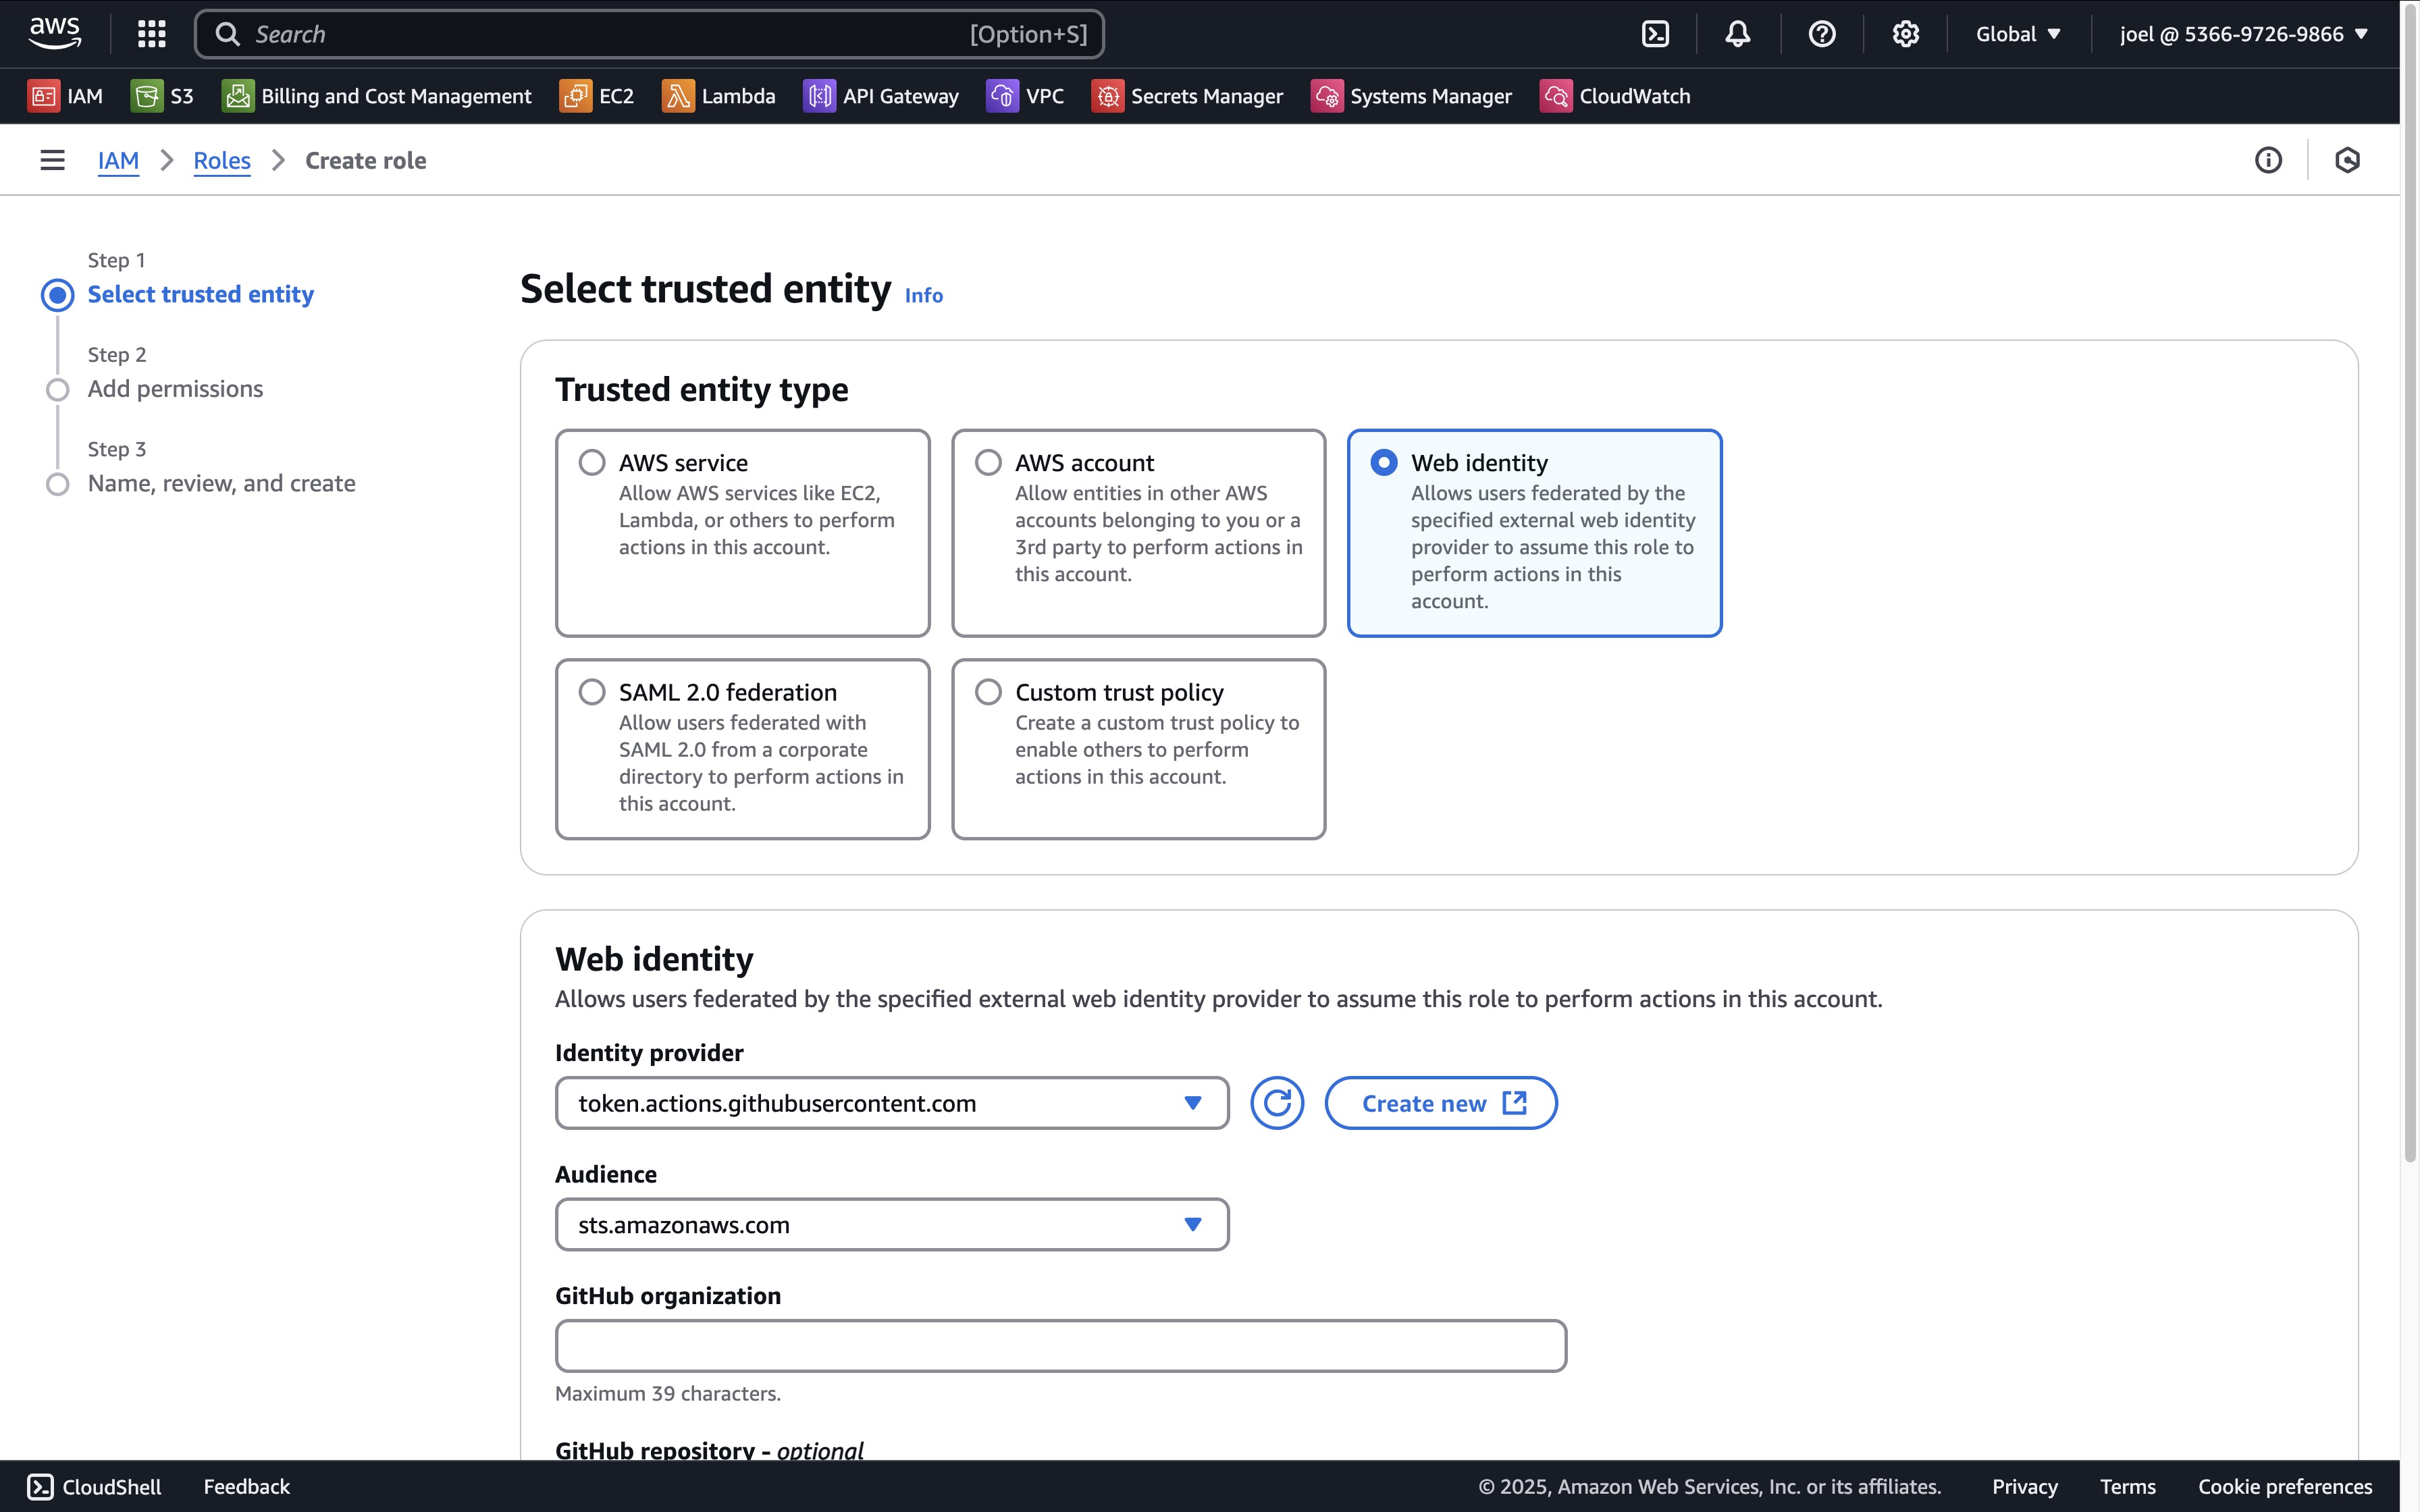 aws
Search [Option+S]
Global
joel @ 5366-9726-9866
IAM
S3
Billing and Cost Management
EC2
Lambda
API Gateway
VPC
Secrets Manager
Systems Manager
CloudWatch
IAM
Roles
Create role
Step 1
Select trusted entity
Step 2
Add permissions
Step 3
Name, review, and create
Select trusted entity Info
Trusted entity type
AWS service
Allow AWS services like EC2,
Lambda, or others to perform
actions in this account.
AWS account
Allow entities in other AWS
accounts belonging to you or a
3rd party to perform actions in
this account.
Web identity
Allows users federated by the
specified external web identity
provider to assume this role to
perform actions in this
account.
SAML 2.0 federation
Allow users federated with
SAML 2.0 from a corporate
directory to perform actions in
this account.
Custom trust policy
Create a custom trust policy to
enable others to perform
actions in this account.
Web identity
Allows users federated by the specified external web identity provider to assume this role to perform actions in this account.
Identity provider
token.actions.githubusercontent.com
Create new
Audience
sts.amazonaws.com
GitHub organization
Maximum 39 characters.
GitHub repository - optional
CloudShell
Feedback
© 2025, Amazon Web Services, Inc. or its affiliates.
Privacy
Terms
Cookie preferences